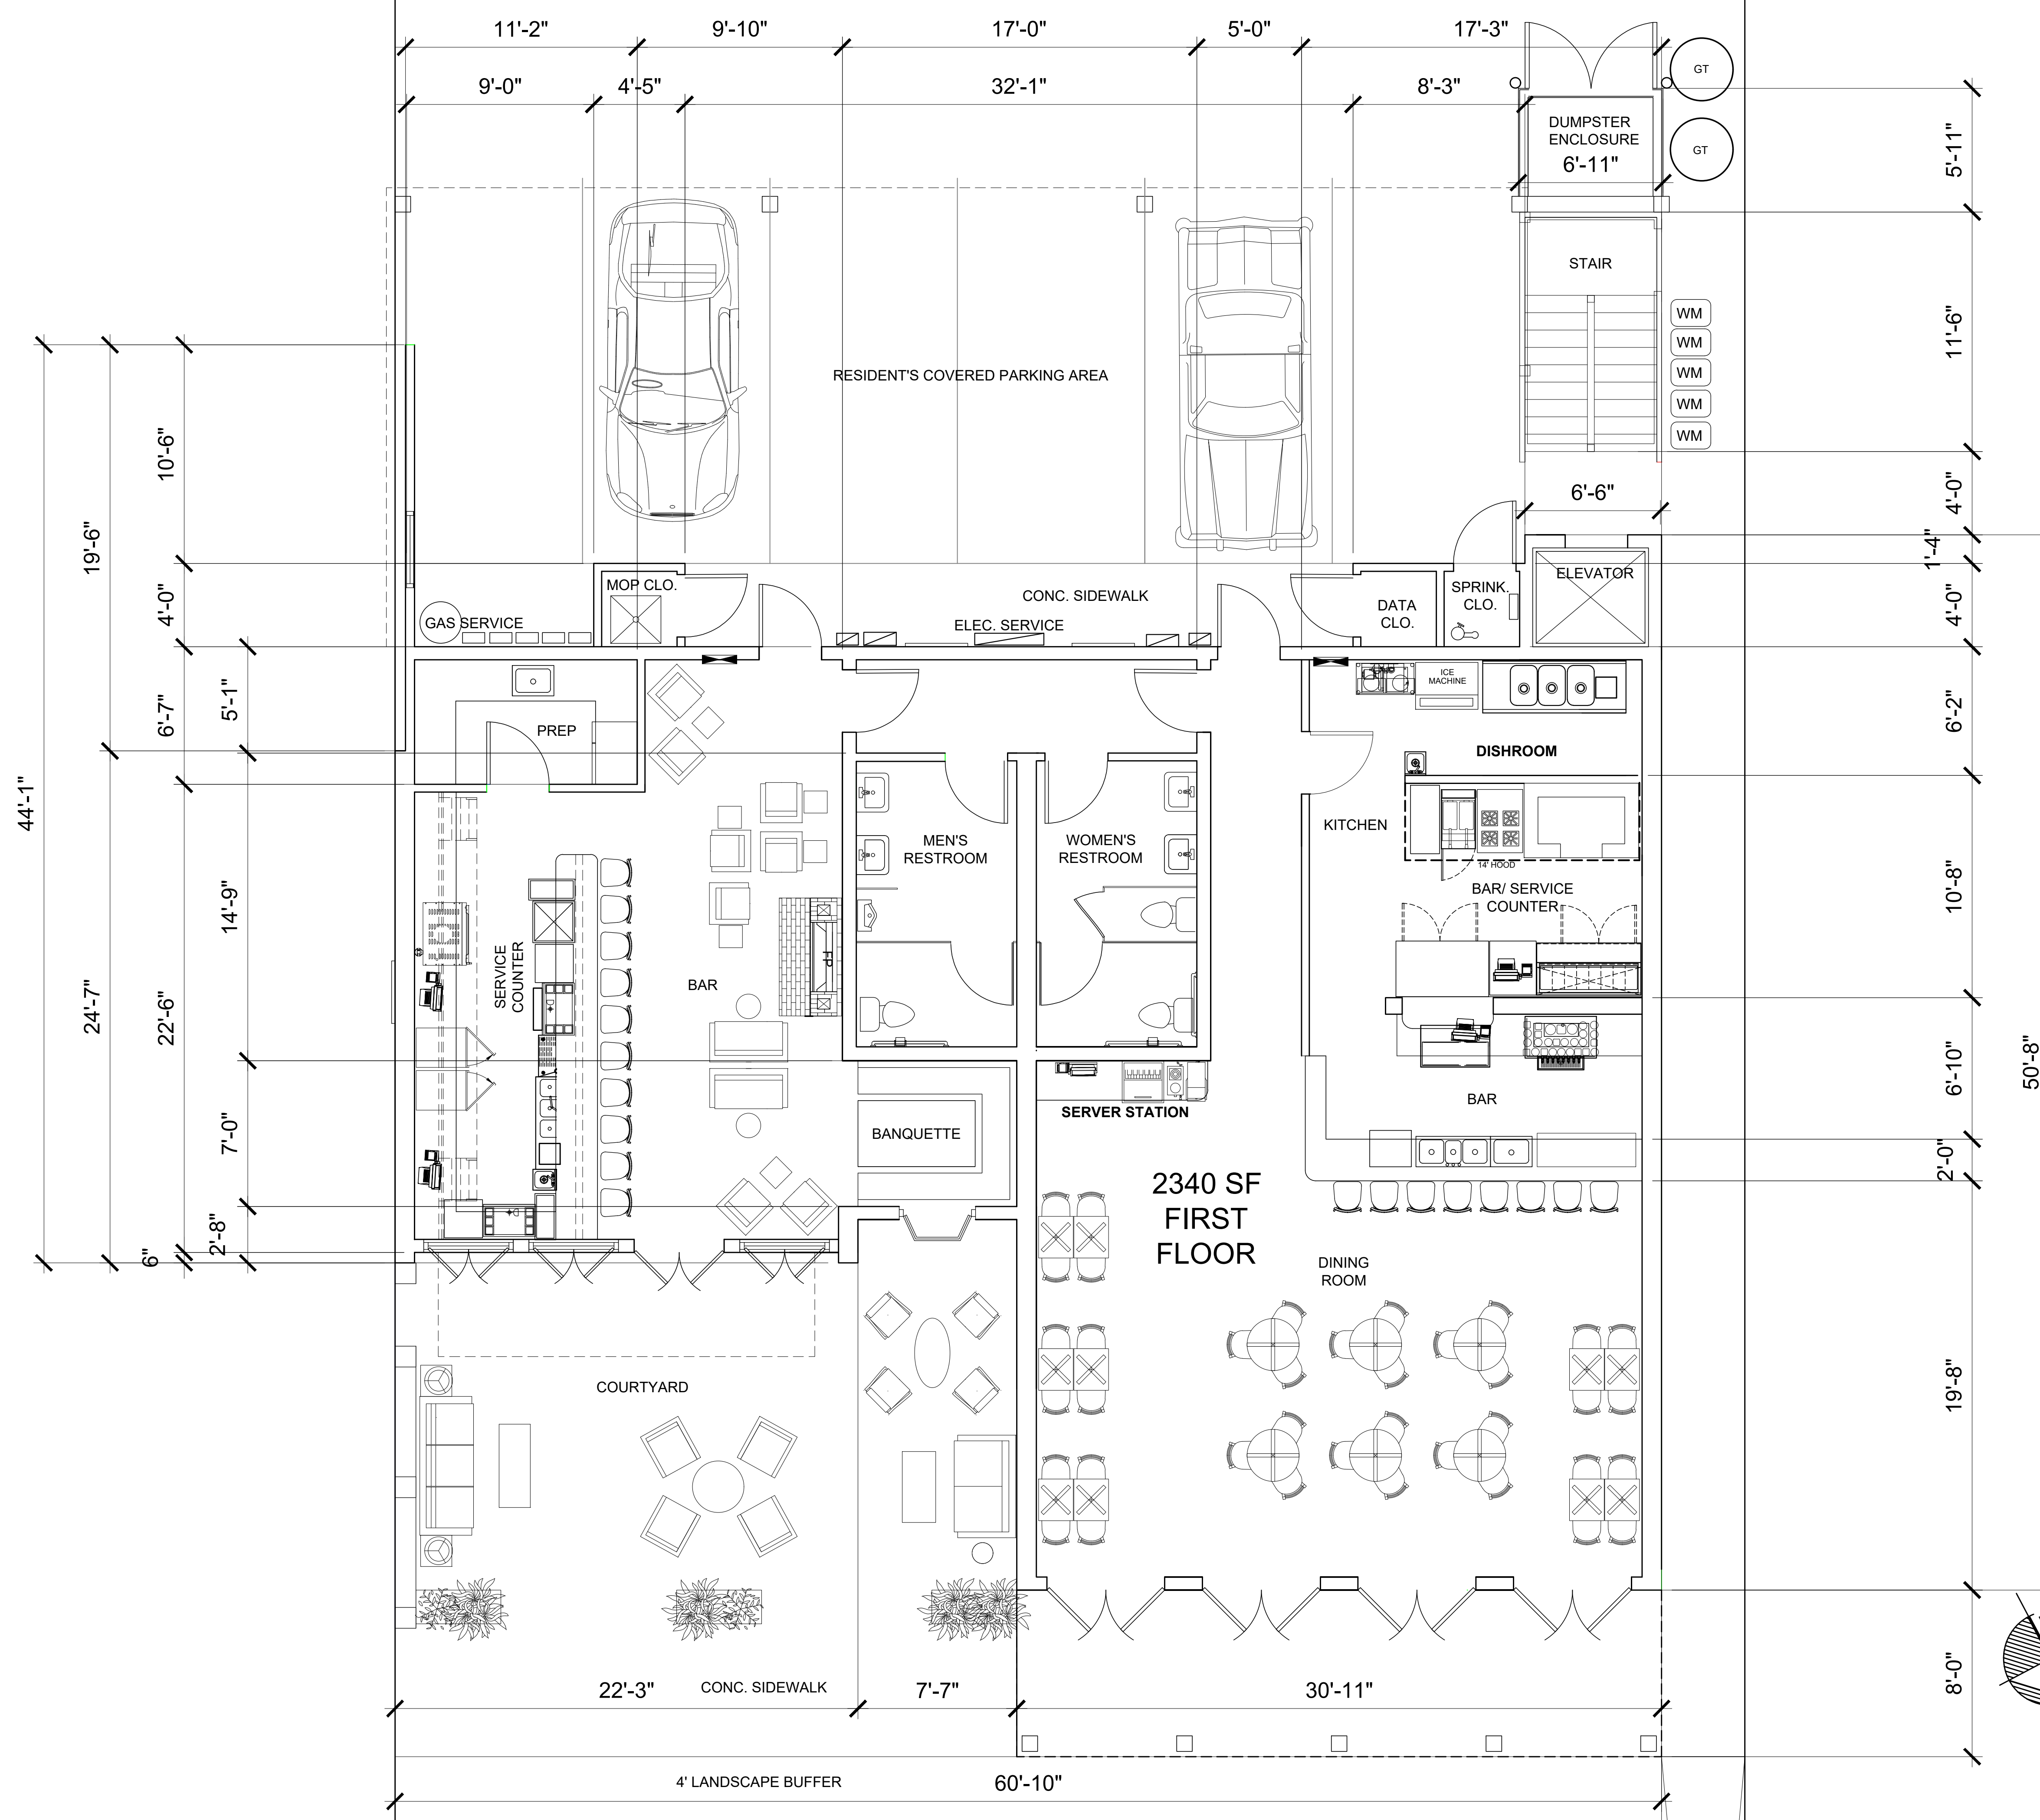 11'-2"
9'-10"
17'-0"
5'-0"
17'-3"
GT
9'-0"
4'-5"
32'-1"
8'-3"
DUMPSTER
ENCLOSURE
6'-11"
GT
5'-11"
STAIR
WM
WM
WM
WM
WM
11'-6"
RESIDENT'S COVERED PARKING AREA
10'-6"
19'-6"
6'-6"
4'-0"
1'-4"
MOP CLO.
GAS SERVICE
CONC. SIDEWALK
ELEC. SERVICE
DATA
CLO.
SPRINK.
CLO.
ELEVATOR
4'-0"
4'-0"
5'-1"
6'-7"
PREP
ICE
MACHINE
DISHROOM
6'-2"
44'-1"
MEN'S
RESTROOM
WOMEN'S
RESTROOM
KITCHEN
14' HOOD
BAR/ SERVICE
COUNTER
10'-8"
14'-9"
24'-7"
22'-6"
SERVICE
COUNTER
BAR
FP
BAR
6'-10"
50'-8"
SERVER STATION
BANQUETTE
7'-0"
2'-0"
2340 SF
FIRST
FLOOR
2'-8"
6"
DINING
ROOM
COURTYARD
19'-8"
22'-3"
CONC. SIDEWALK
7'-7"
30'-11"
8'-0"
4' LANDSCAPE BUFFER
60'-10"